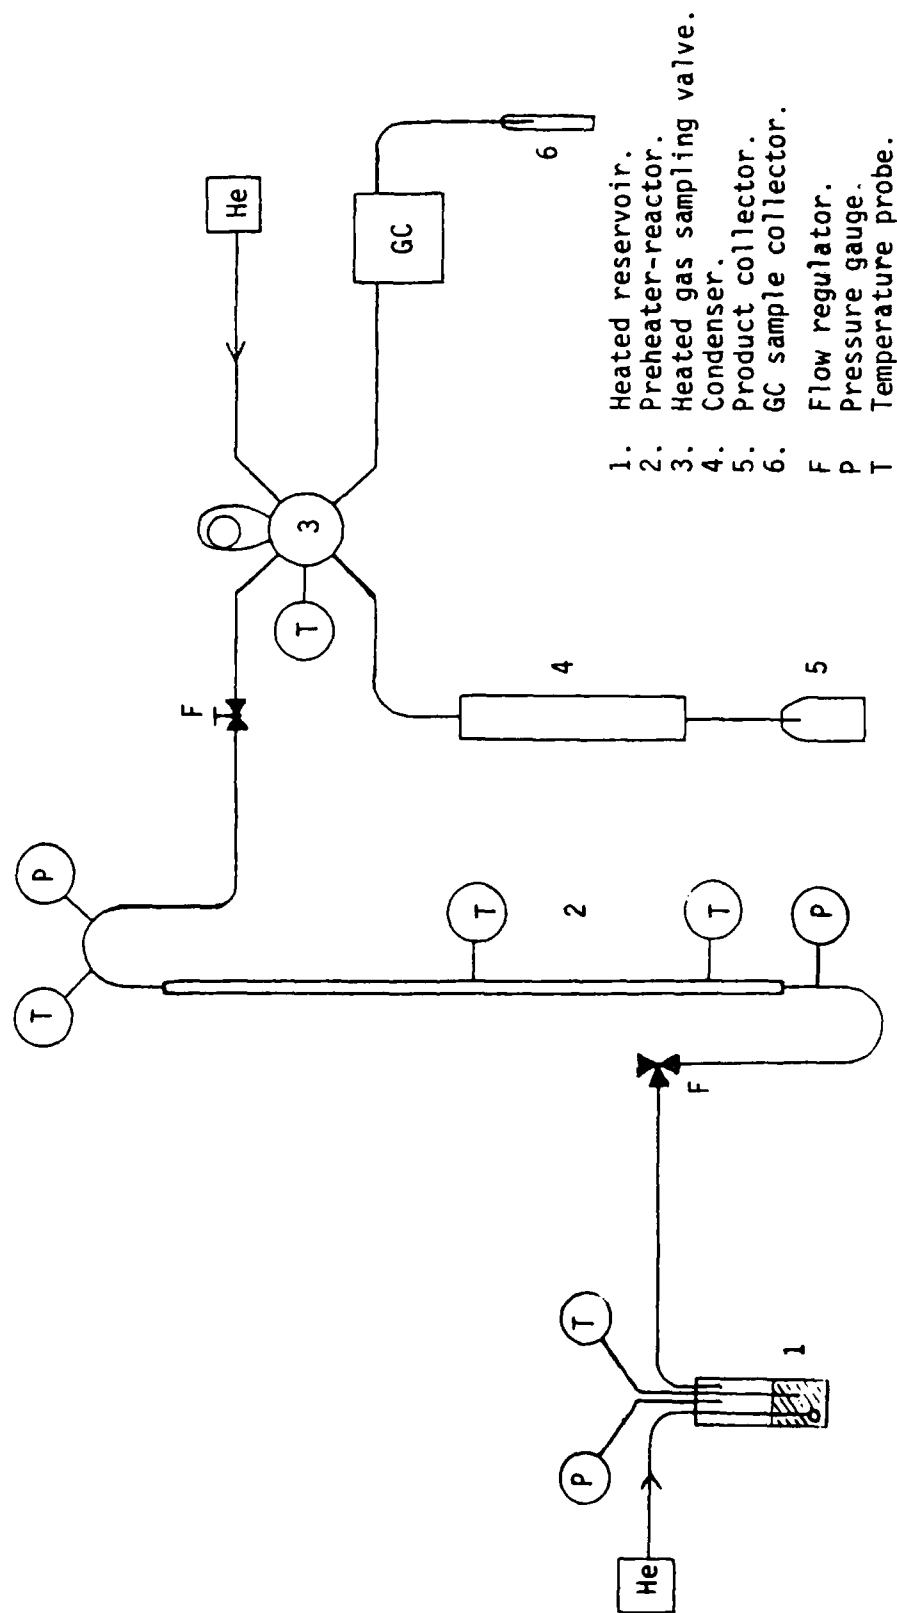 He
P
T
1
F
P
T
T
2
T
P
F
T
3
He
GC
4
5
6
1. Heated reservoir.
2. Preheater-reactor.
3. Heated gas sampling valve.
4. Condenser.
5. Product collector.
6. GC sample collector.
F Flow regulator.
P Pressure gauge.
T Temperature probe.